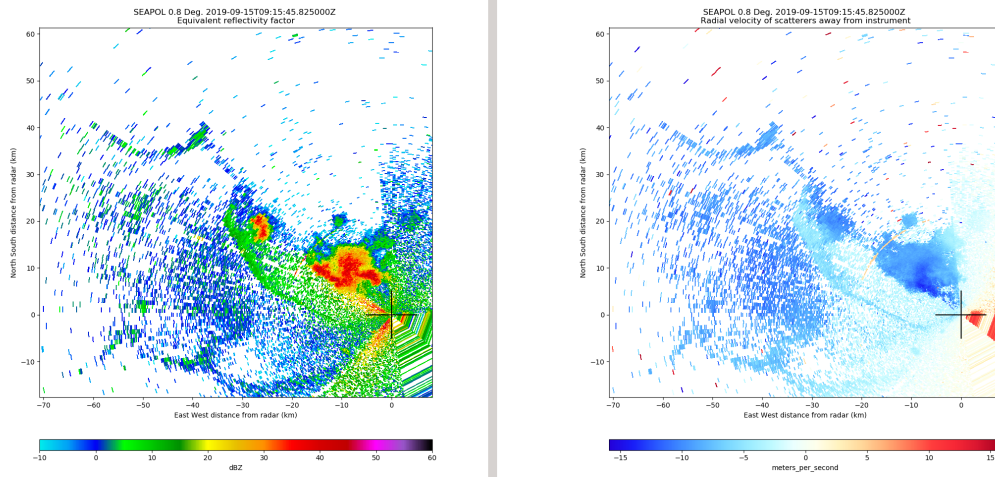 SEAPOL 0.8 Deg. 2019-09-15T09:15:45.825000Z
Equivalent reflectivity factor
60
50
40
30
20
10
0
−10
North South distance from radar (km)
−70 −60 −50 −40 −30 −20 −10 0
East West distance from radar (km)
−10 0 10 20 30 40 50 60
dBZ
SEAPOL 0.8 Deg. 2019-09-15T09:15:45.825000Z
Radial velocity of scatterers away from instrument
60
50
40
30
20
10
0
−10
North South distance from radar (km)
−70 −60 −50 −40 −30 −20 −10 0
East West distance from radar (km)
−15 −10 −5 0 5 10 15
meters_per_second